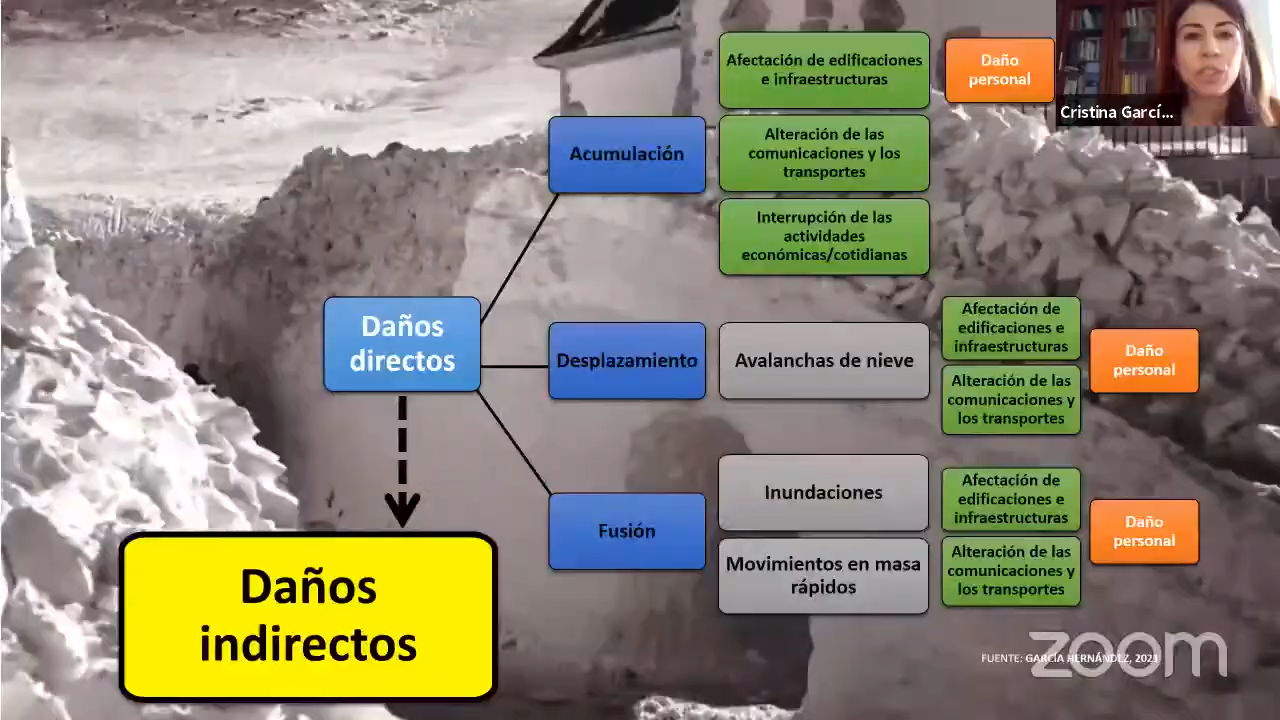 Afectación de edificaciones
e infraestructuras
Daño
personal
Cristina Garcí...
Acumulación
Alteración de las
comunicaciones y los
transportes
Interrupción de las
actividades
económicas/cotidianas
Daños
directos
Desplazamiento
Avalanchas de nieve
Afectación de
edificaciones e
infraestructuras
Alteración de las
comunicaciones y
los transportes
Daño
personal
Fusión
Inundaciones
Movimientos en masa
rápidos
Afectación de
edificaciones e
infraestructuras
Alteración de las
comunicaciones y
los transportes
Daño
personal
Daños
indirectos
FUENTE: GARCÍA HERNÁNDEZ, 2021
zoom